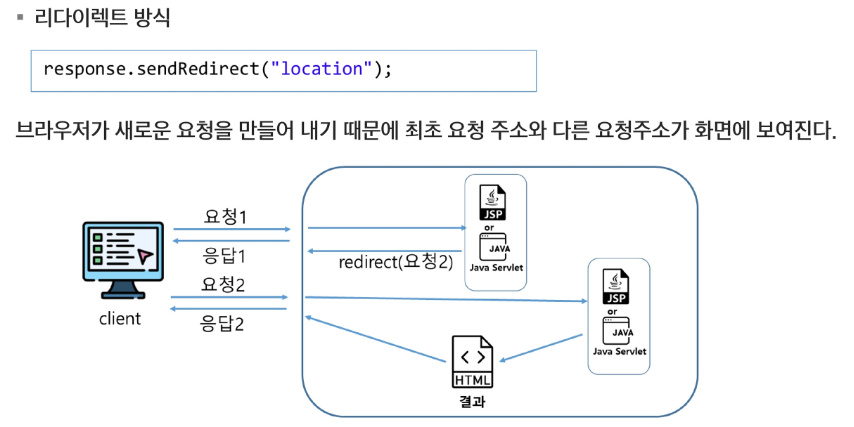 ▪ 리다이렉트 방식
response.sendRedirect("location");
브라우저가 새로운 요청을 만들어 내기 때문에 최초 요청 주소와 다른 요청주소가 화면에 보여진다.
요청1
응답1
요청2
응답2
client
redirect(요청2)
JSP
or
JAVA
Java Servlet
JSP
or
JAVA
Java Servlet
HTML
결과